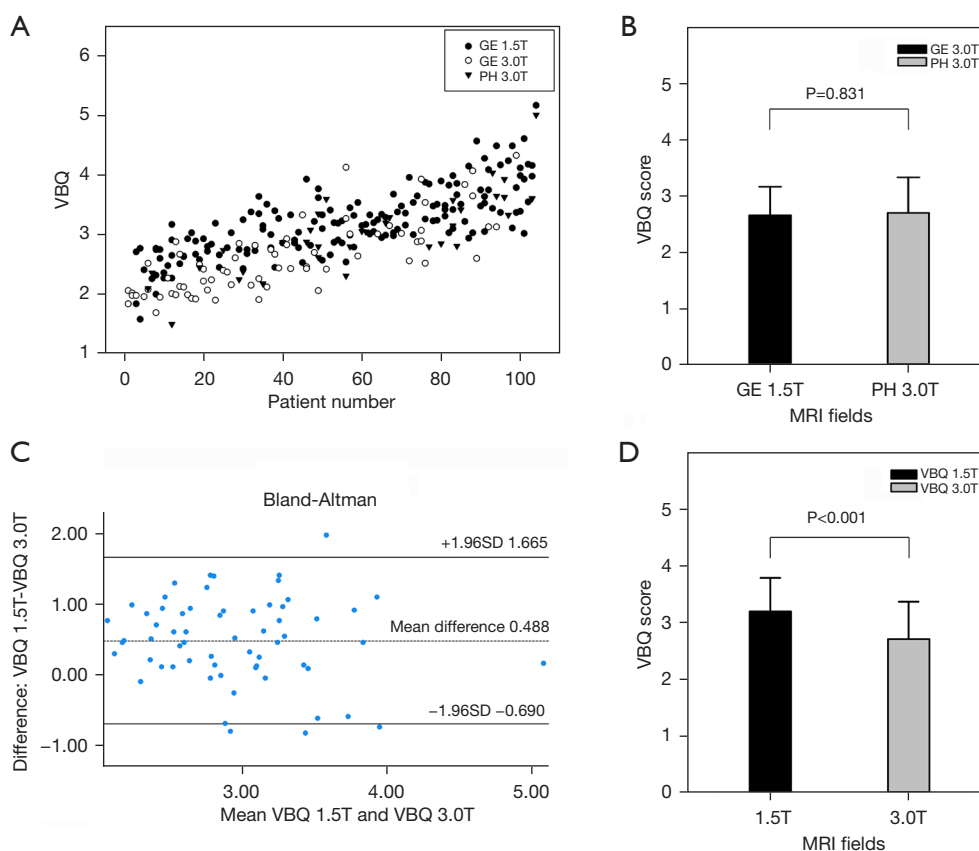 A
GE 1.5T
GE 3.0T
PH 3.0T
6
5
4
3
2
1
VBQ
0 20 40 60 80 100
Patient number
B
GE 3.0T
PH 3.0T
P=0.831
5
4
3
2
1
0
VBQ score
GE 1.5T PH 3.0T
MRI fields
C
Bland-Altman
2.00
1.00
0.00
−1.00
Difference: VBQ 1.5T-VBQ 3.0T
+1.96SD 1.665
Mean difference 0.488
−1.96SD −0.690
3.00 4.00 5.00
Mean VBQ 1.5T and VBQ 3.0T
D
VBQ 1.5T
VBQ 3.0T
P<0.001
5
4
3
2
1
0
VBQ score
1.5T 3.0T
MRI fields